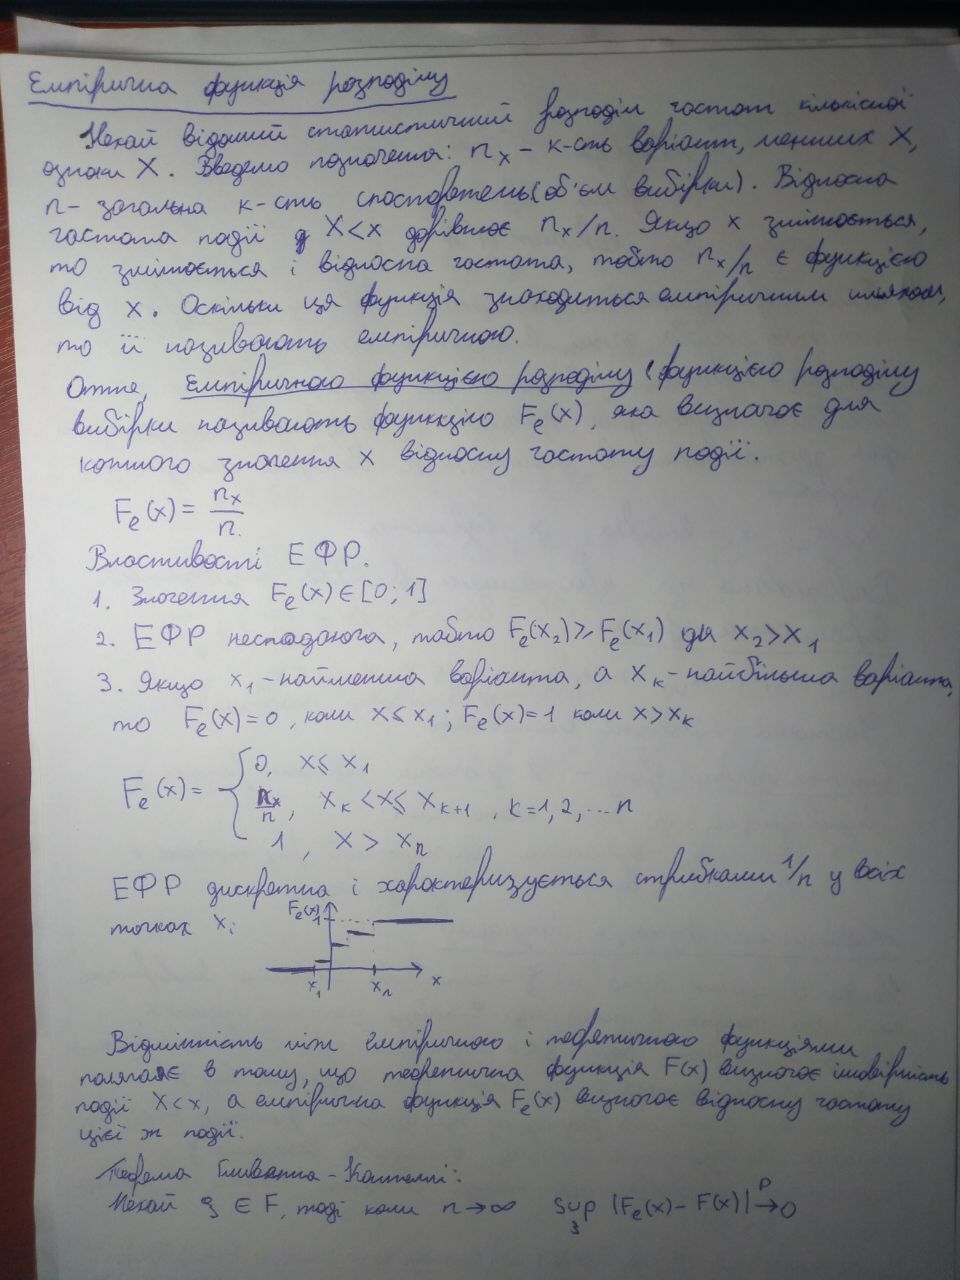 Емпірична функція розподілу
Нехай відомий статистичний розподіл частот кількісної
ознаки X. Введемо позначення: nₓ - к-сть варіант, менших X,
n - загальна к-сть спостережень (об'єм вибірки). Відносна
частота події X<x дорівнює nₓ/n. Якщо x змінюється,
то змінюється і відносна частота, тобто nₓ/n є функцією
від x. Оскільки ця функція знаходиться емпіричним шляхом,
то її називають емпіричною.
Отже, емпіричною функцією розподілу (функцією розподілу
вибірки називають функцію Fₑ(x), яка визначає для
кожного значення x відносну частоту події.
Fₑ(x) = nₓ/n.
Властивості ЕФР.
1. Значення Fₑ(x) ∈ [0; 1]
2. ЕФР неспадаюча, тобто Fₑ(x₂) ≥ Fₑ(x₁) для x₂ > x₁
3. Якщо x₁ - найменша варіанта, а xₖ - найбільша варіанта,
то Fₑ(x) = 0, коли x ≤ x₁; Fₑ(x) = 1 коли x > xₖ
0, x ≤ x₁
Fₑ(x) = { nₓ/n, xₖ < x ≤ xₖ₊₁, k = 1, 2, ... n
1, x > xₙ
ЕФР дискретна і характеризується стрибками 1/n у всіх
точках xᵢ
Fₑ(x)
1
x₁ xₙ x
Відмінність між емпіричною і теоретичною функціями
полягає в тому, що теоретична функція F(x) визначає імовірність
події X<x, а емпірична функція Fₑ(x) визначає відносну частоту
цієї ж події.
Теорема Гливенка - Кантеллі:
Нехай ξ ∈ F, тоді коли n → ∞ sup |Fₑ(x) - F(x)| →ᴾ 0